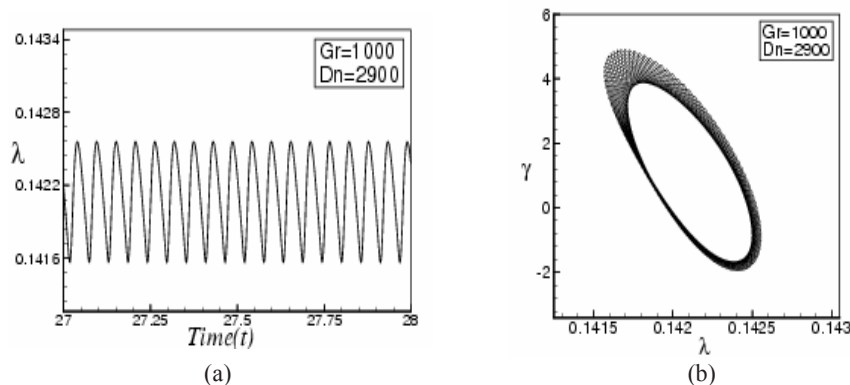 0.1434
Gr=1000
Dn=2900
0.1428
λ
0.1422
0.1416
27
27.25
27.5
27.75
28
Time(t)
(a)
6
Gr=1000
Dn=2900
4
2
γ
0
-2
0.1415
0.142
0.1425
0.143
λ
(b)